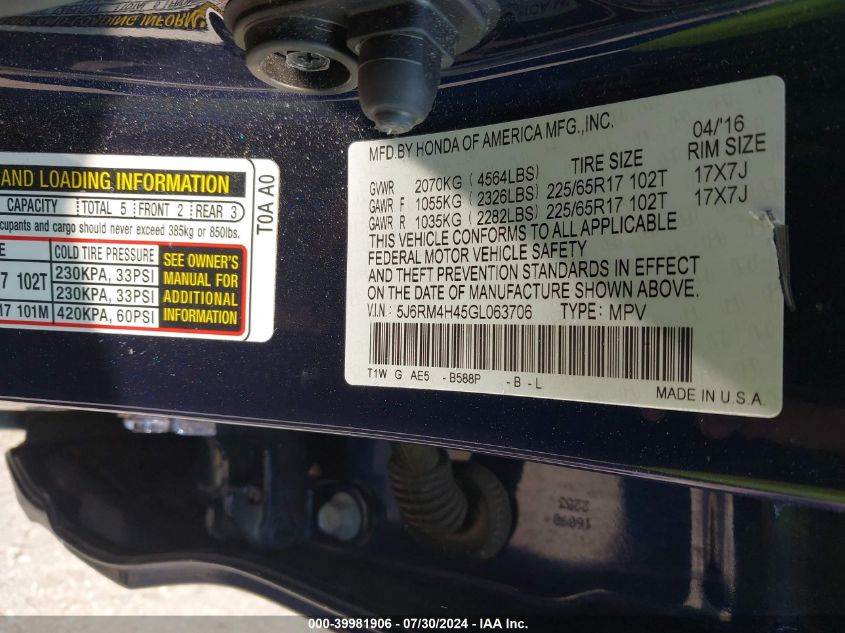 AND LOADING INFORMATION
CAPACITY TOTAL 5 FRONT 2 REAR 3
cupants and cargo should never exceed 385kg or 850lbs.
E COLD TIRE PRESSURE
7 102T 230KPA, 33PSI
230KPA, 33PSI
17 101M 420KPA, 60PSI
SEE OWNER'S
MANUAL FOR
ADDITIONAL
INFORMATION
T0A A0
MFD.BY HONDA OF AMERICA MFG.,INC. 04/'16
TIRE SIZE RIM SIZE
GVWR 2070KG (4564LBS)
GAWR F 1055KG (2326LBS) 225/65R17 102T 17X7J
GAWR R 1035KG (2282LBS) 225/65R17 102T 17X7J
THIS VEHICLE CONFORMS TO ALL APPLICABLE
FEDERAL MOTOR VEHICLE SAFETY
AND THEFT PREVENTION STANDARDS IN EFFECT
ON THE DATE OF MANUFACTURE SHOWN ABOVE.
V.I.N: 5J6RM4H45GL063706 TYPE: MPV
T1W G AE5 -B588P -B-L
MADE IN U.S.A.
16090
2253
000-39981906 / 07/30/2024 - IAA Inc.